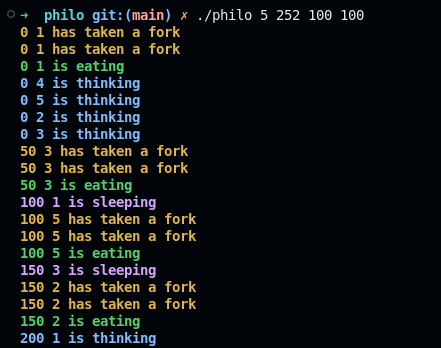 ➜ philo git:(main) ✗ ./philo 5 252 100 100
0 1 has taken a fork
0 1 has taken a fork
0 1 is eating
0 4 is thinking
0 5 is thinking
0 2 is thinking
0 3 is thinking
50 3 has taken a fork
50 3 has taken a fork
50 3 is eating
100 1 is sleeping
100 5 has taken a fork
100 5 has taken a fork
100 5 is eating
150 3 is sleeping
150 2 has taken a fork
150 2 has taken a fork
150 2 is eating
200 1 is thinking